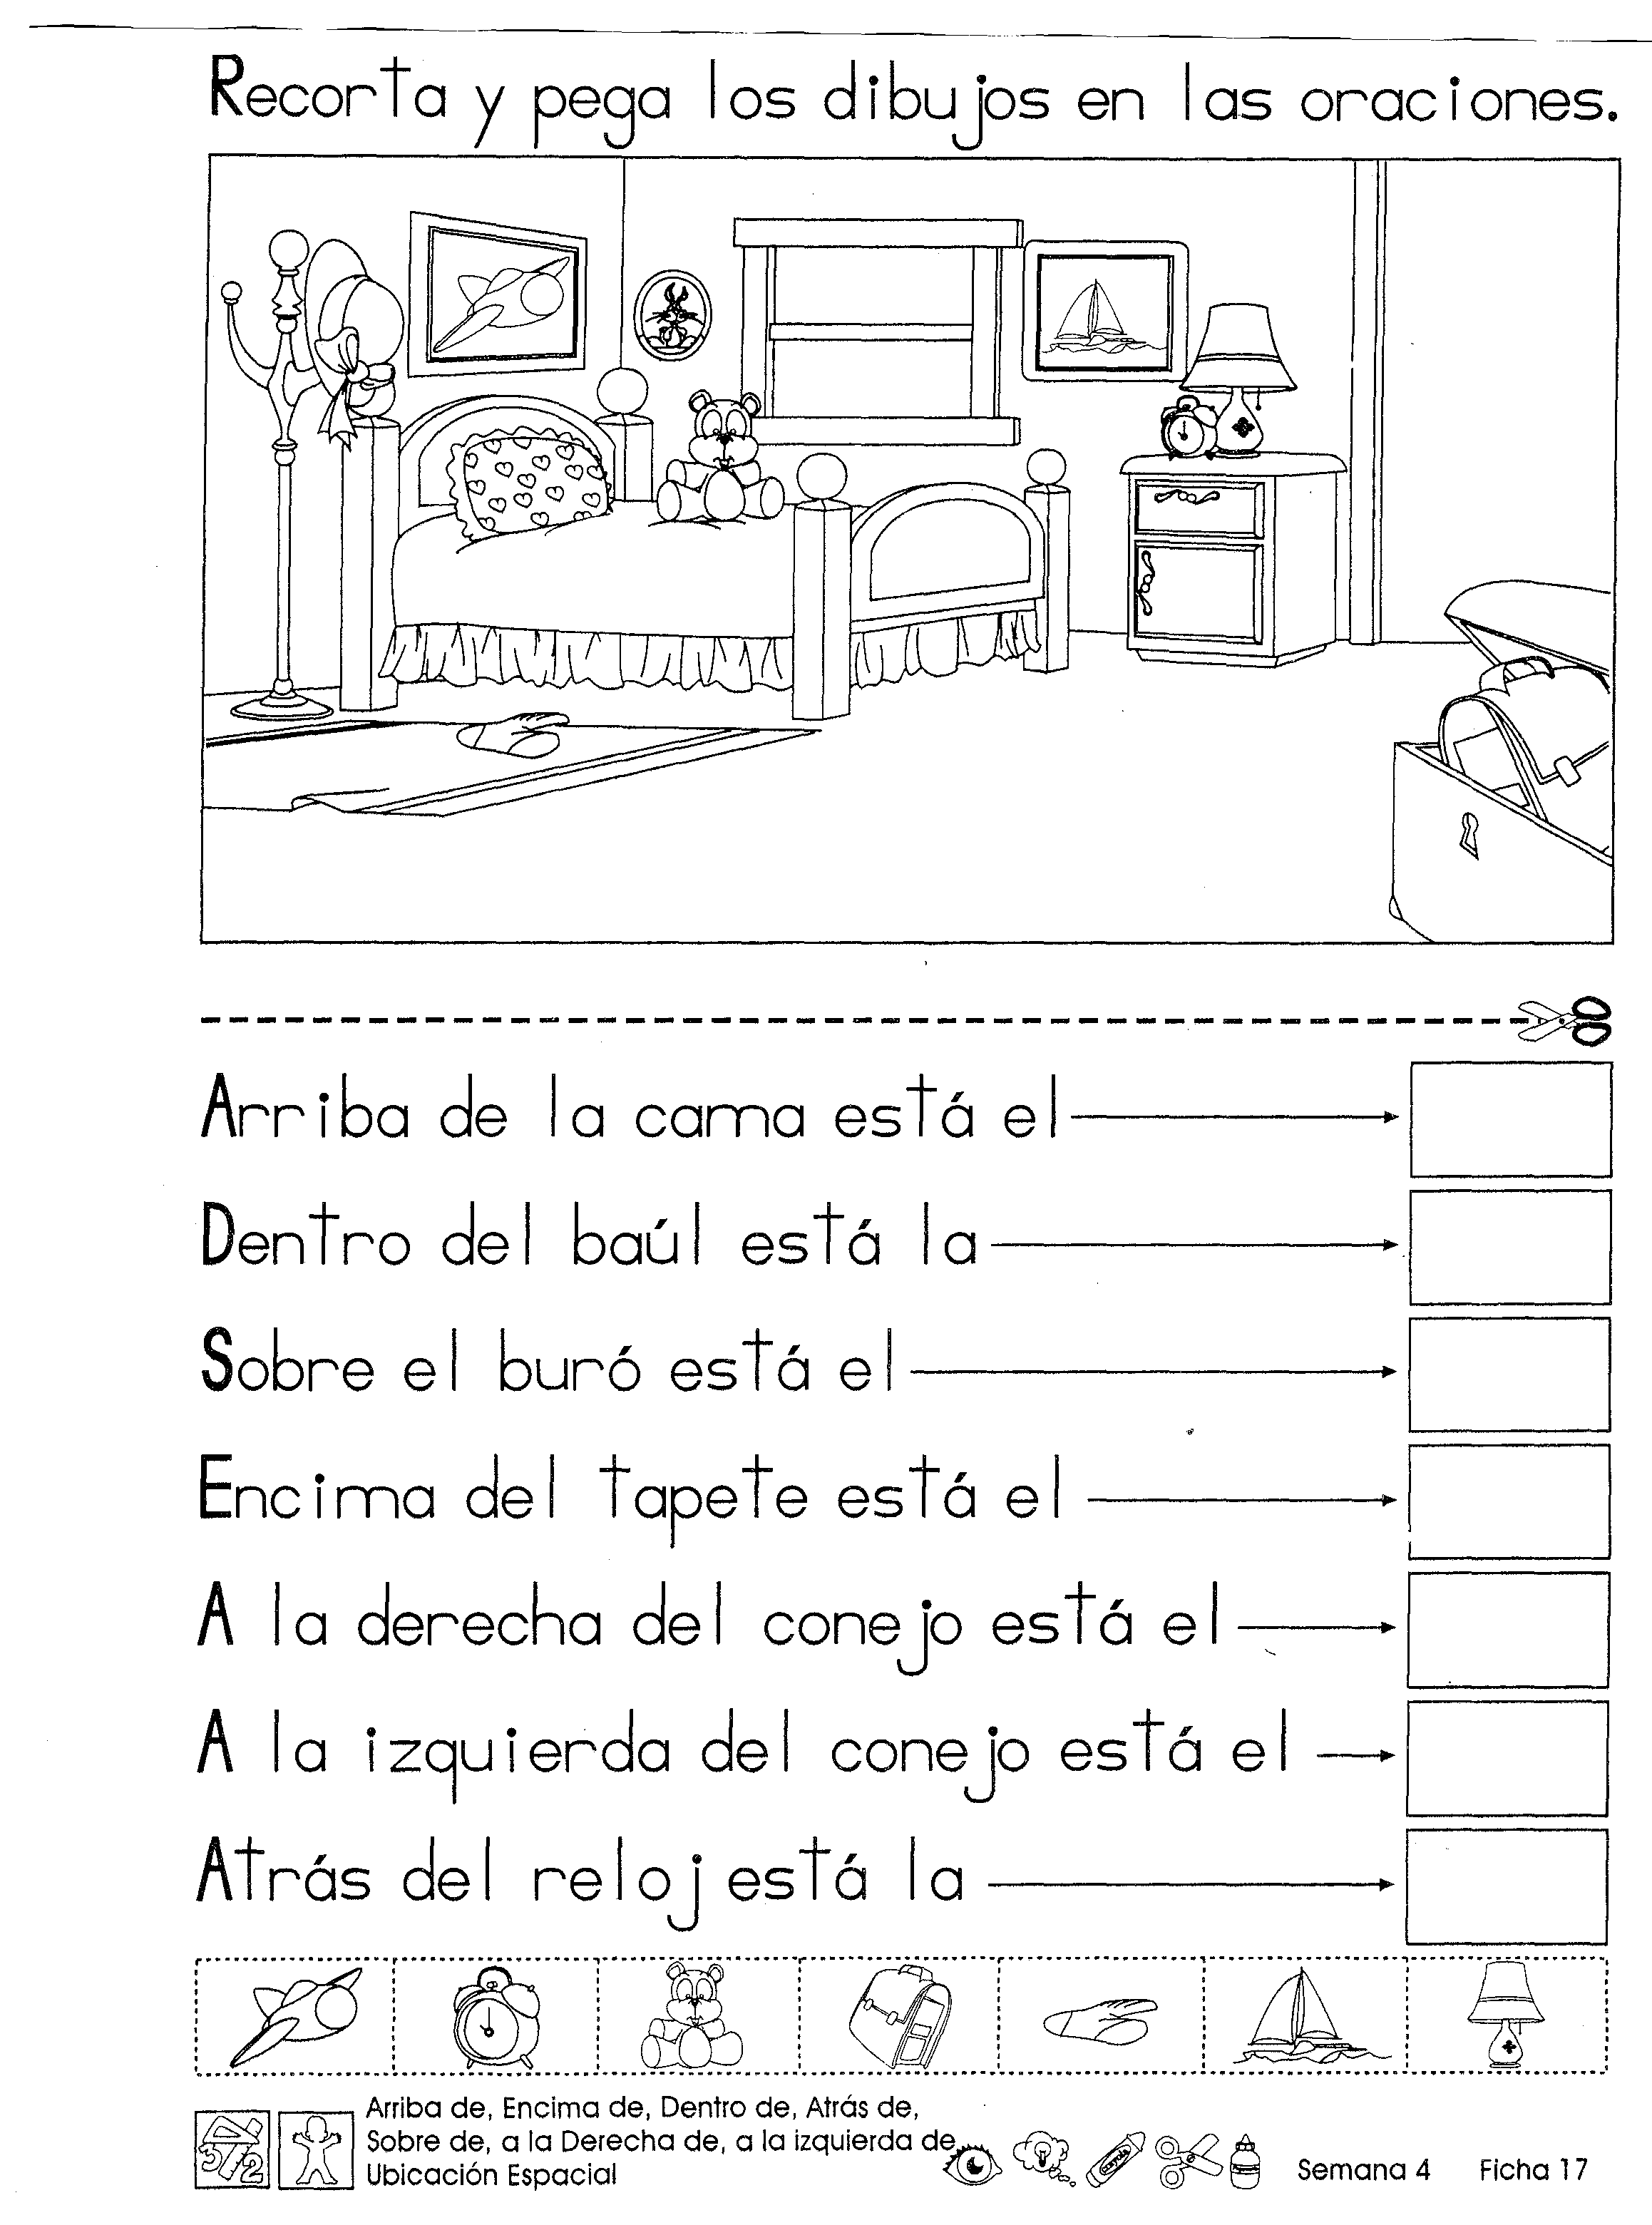 Recorta y pega los dibujos en las oraciones.
Arriba de la cama está el
Dentro del baúl está la
Sobre el buró está el
Encima del tapete está el
A la derecha del conejo está el
A la izquierda del conejo está el
Atrás del reloj está la
Arriba de, Encima de, Dentro de, Atrás de,
Sobre de, a la Derecha de, a la izquierda de
Ubicación Espacial
Semana 4 Ficha 17